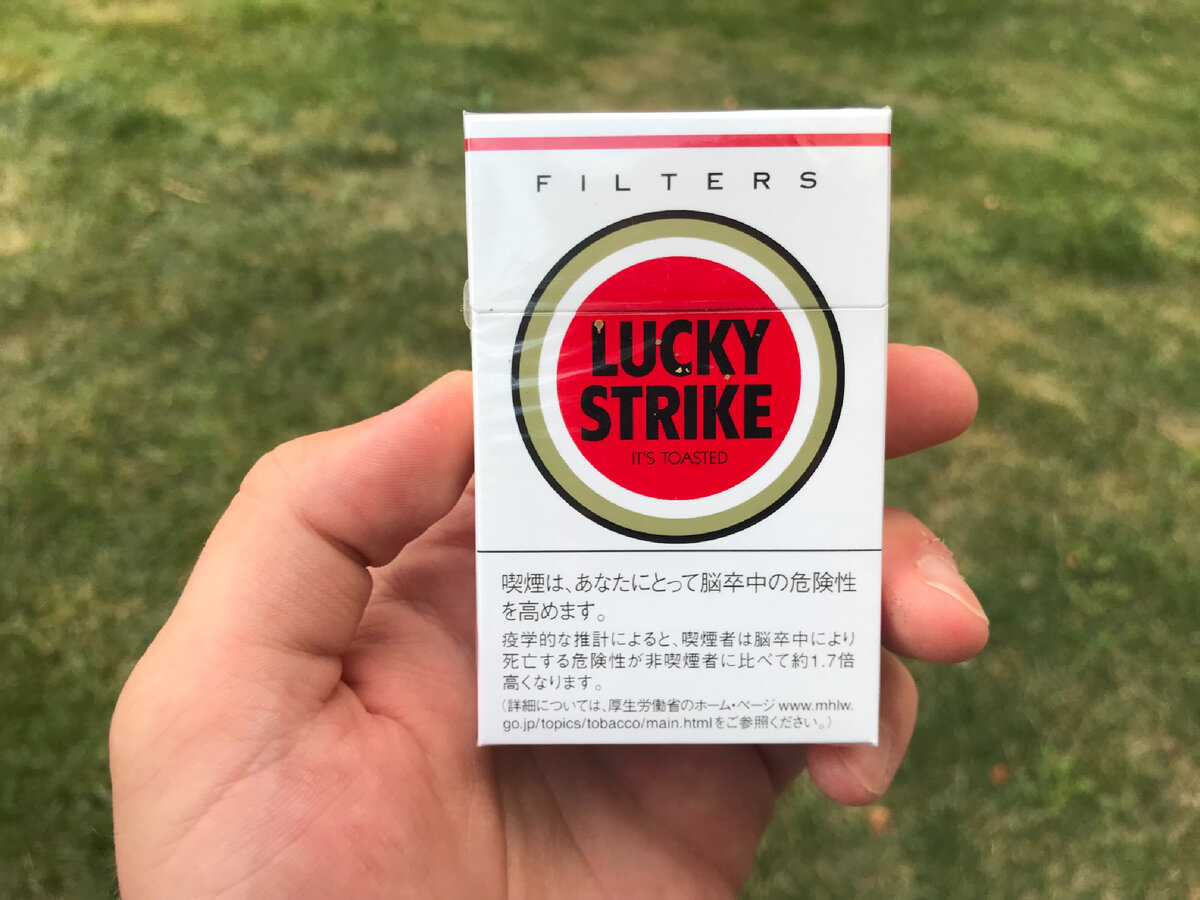 FILTERS
LUCKY
STRIKE
IT'S TOASTED
喫煙は、あなたにとって脳卒中の危険性
を高めます。
疫学的な推計によると、喫煙者は脳卒中により
死亡する危険性が非喫煙者に比べて約1.7倍
高くなります。
(詳細については、厚生労働省のホーム・ページ www.mhlw.
go.jp/topics/tobacco/main.htmlをご参照ください。)